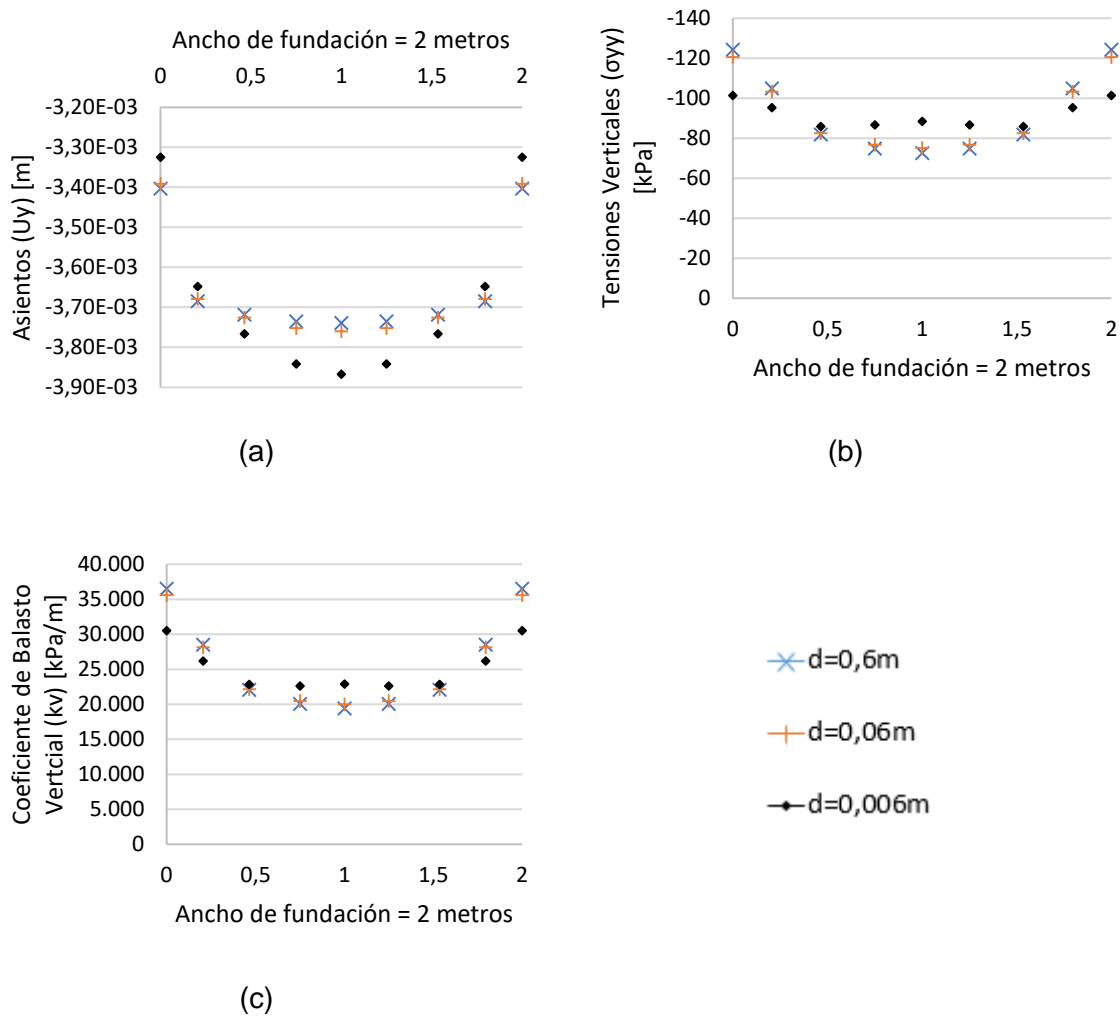 Ancho de fundación = 2 metros
0 0,5 1 1,5 2
-3,20E-03
-3,30E-03
-3,40E-03
-3,50E-03
-3,60E-03
-3,70E-03
-3,80E-03
-3,90E-03
Asientos (Uy) [m]
(a)
-140
-120
-100
-80
-60
-40
-20
0
Tensiones Verticales (σyy)
[kPa]
0 0,5 1 1,5 2
Ancho de fundación = 2 metros
(b)
40.000
35.000
30.000
25.000
20.000
15.000
10.000
5.000
0
Coeficiente de Balasto
Vertcial (kv) [kPa/m]
0 0,5 1 1,5 2
Ancho de fundación = 2 metros
(c)
d=0,6m
d=0,06m
d=0,006m